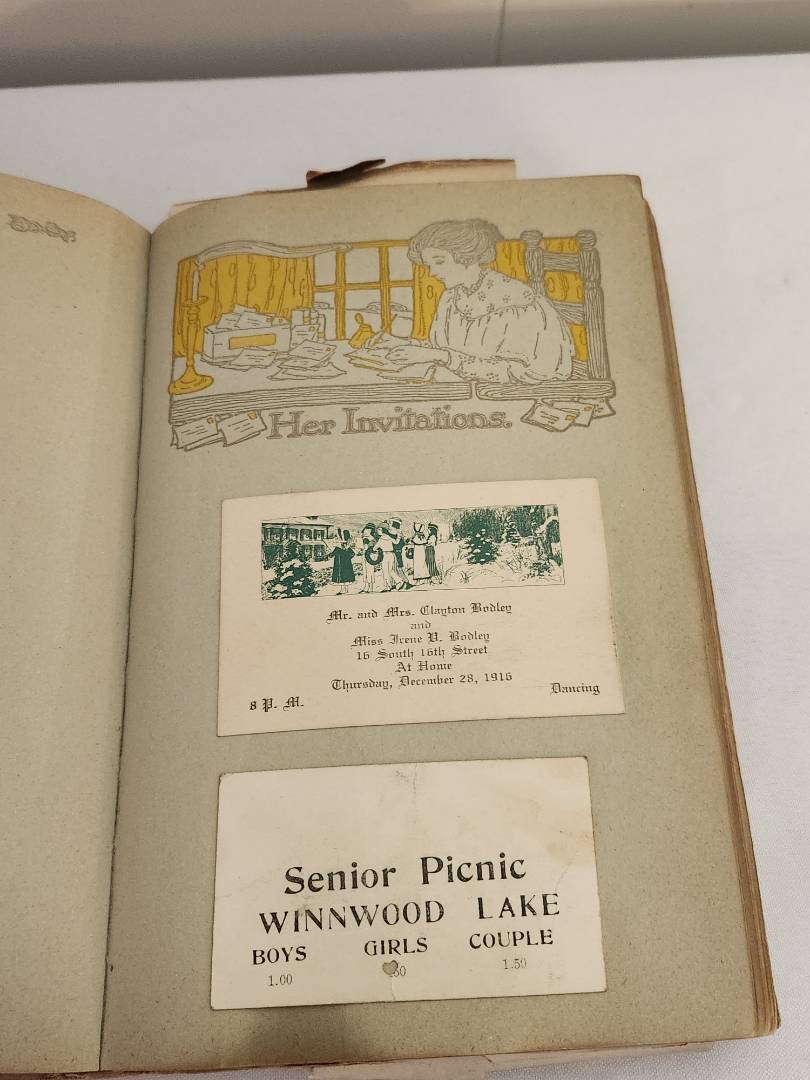 Her Invitations.
Mr. and Mrs. Clayton Bodley
and
Miss Irene V. Bodley
16 South 16th Street
At Home
Thursday, December 28, 1916
8 P. M. Dancing
Senior Picnic
WINNWOOD LAKE
BOYS GIRLS COUPLE
1.00 50 1.50